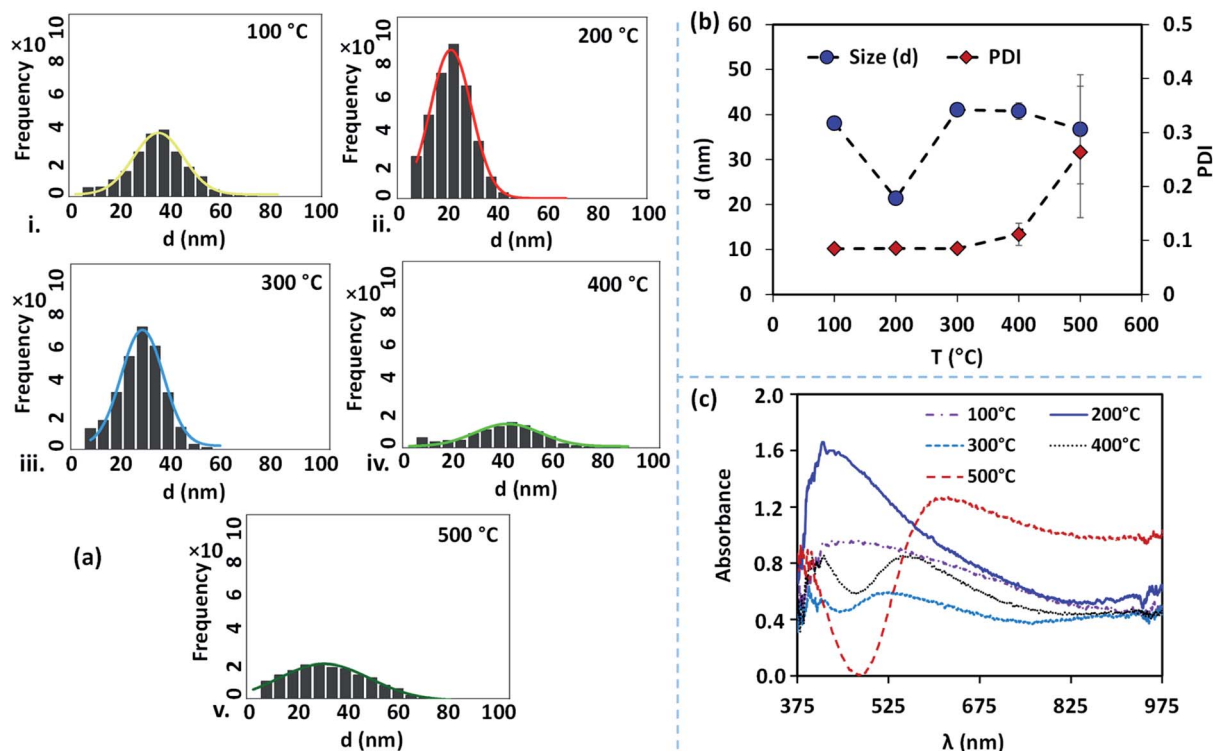 100 °C
Frequency ×10
0 2 4 6 8 10
0 20 40 60 80 100
i.
d (nm)
200 °C
Frequency ×10
0 2 4 6 8 10
0 20 40 60 80 100
ii.
d (nm)
300 °C
Frequency ×10
0 2 4 6 8 10
0 20 40 60 80 100
iii.
d (nm)
400 °C
Frequency ×10
0 2 4 6 8 10
0 20 40 60 80 100
iv.
d (nm)
(a)
500 °C
Frequency ×10
0 2 4 6 8 10
0 20 40 60 80 100
v.
d (nm)
(b)
Size (d) PDI
d (nm)
60
50
40
30
20
10
0
PDI
0.5
0.4
0.3
0.2
0.1
0
0 100 200 300 400 500 600
T (°C)
(c)
100°C 200°C
300°C 400°C
500°C
Absorbance
2.0
1.6
1.2
0.8
0.4
0.0
375 525 675 825 975
λ (nm)